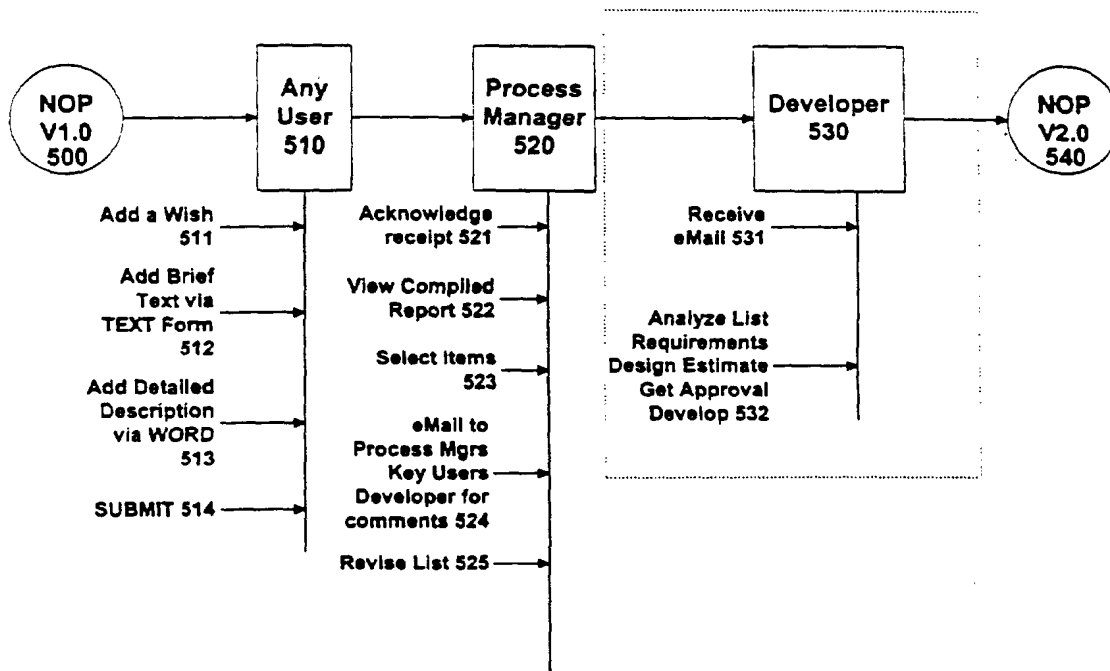 NOP
V1.0
500
Any
User
510
Process
Manager
520
Developer
530
NOP
V2.0
540
Add a Wish
511
Add Brief
Text via
TEXT Form
512
Add Detailed
Description
via WORD
513
SUBMIT 514
Acknowledge
receipt 521
View Compiled
Report 522
Select Items
523
eMail to
Process Mgrs
Key Users
Developer for
comments 524
Revise List 525
Receive
eMail 531
Analyze List
Requirements
Design Estimate
Get Approval
Develop 532